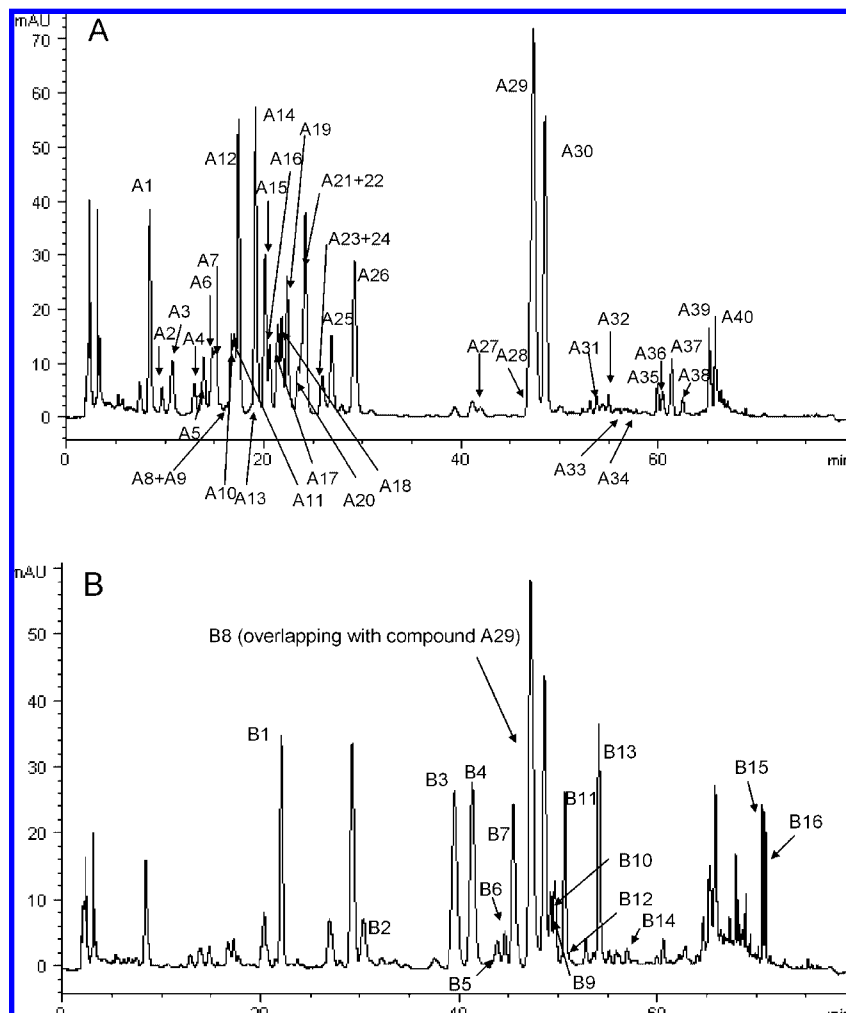 mAU
A
70
60
50
40
30
20
10
0
A1
A2
A3
A4
A5
A6
A7
A8+A9
A10
A11
A12
A13
A14
A15
A16
A17
A18
A19
A20
A21+22
A23+24
A25
A26
A27
A28
A29
A30
A31
A32
A33
A34
A35
A36
A37
A38
A39
A40
0 20 40 60 min
mAU
B
50
40
30
20
10
0
B8 (overlapping with compound A29)
B1
B2
B3
B4
B5
B6
B7
B9
B10
B11
B12
B13
B14
B15
B16
0 20 40 60